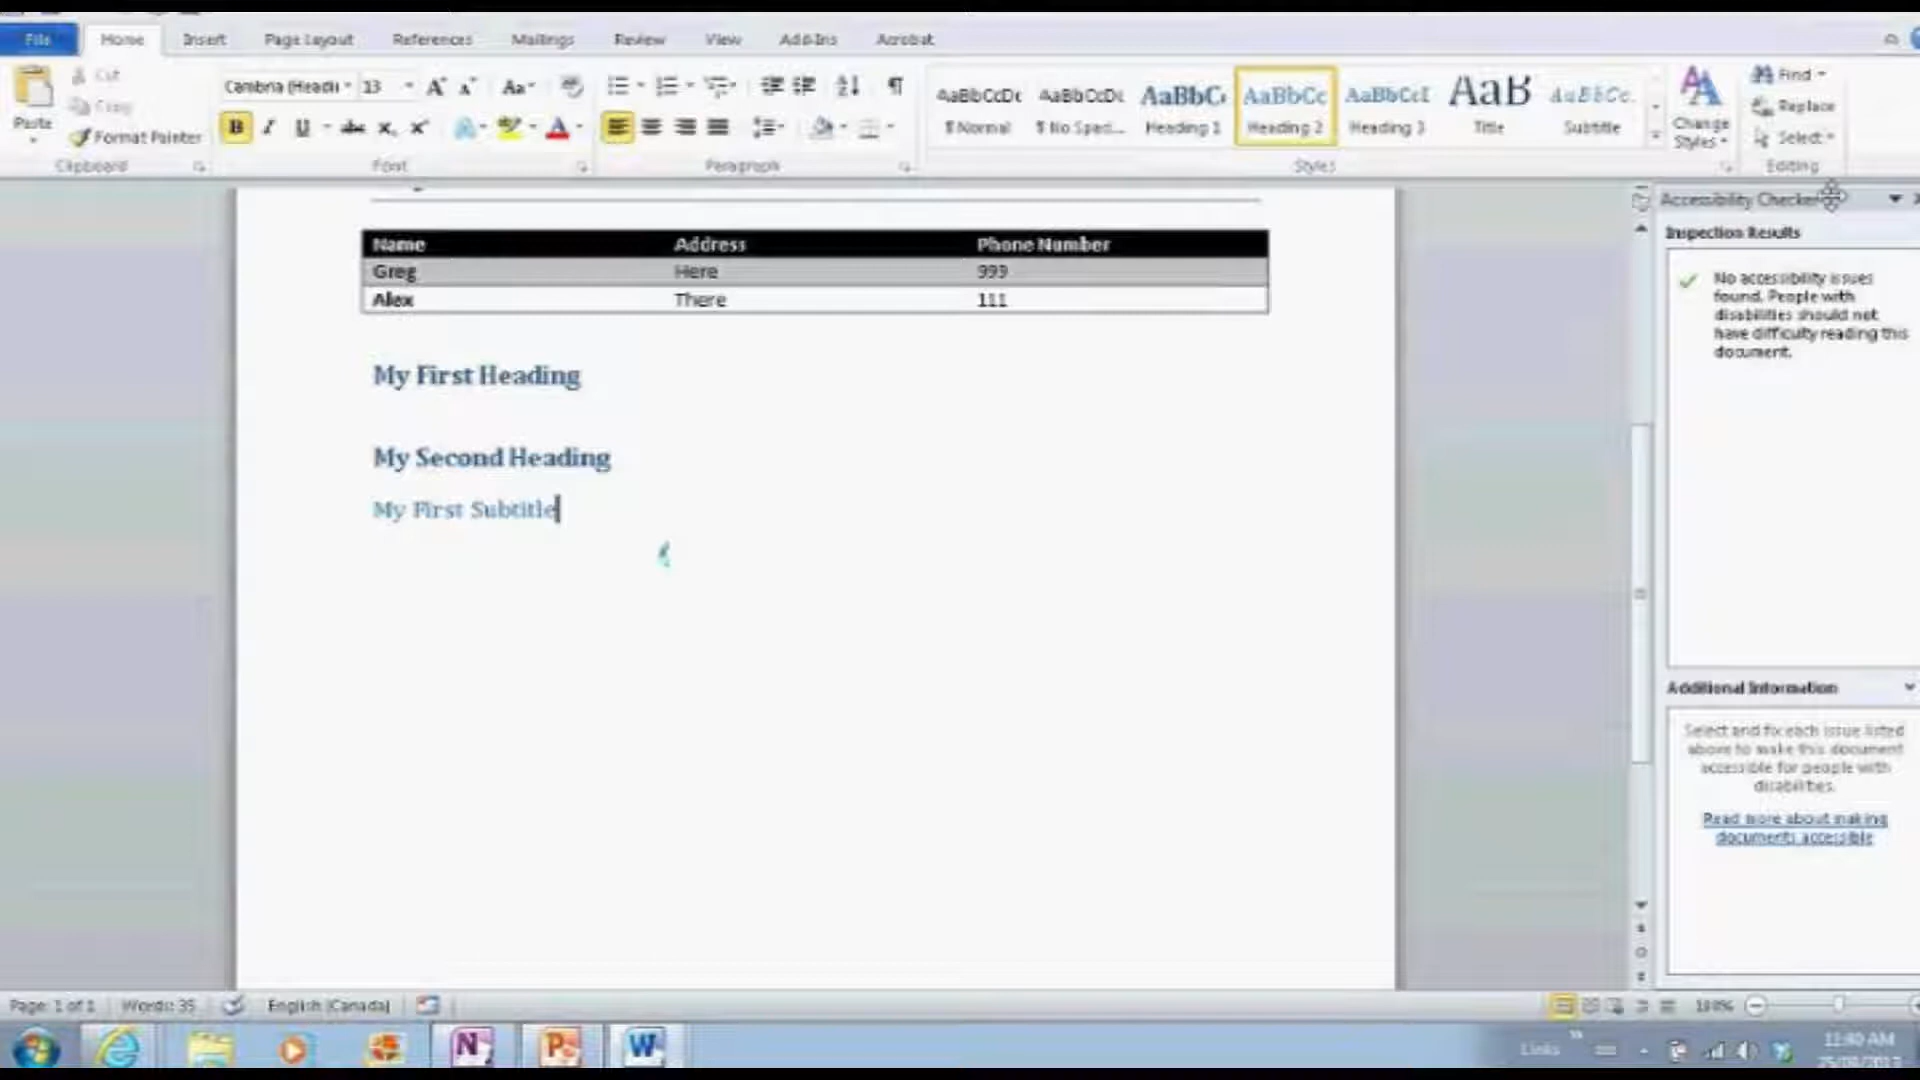 File Home Insert Page Layout References Mailings Review View Add-Ins Acrobat
Cut
Copy
Format Painter
Paste
Clipboard
Cambria (Headi 13
Font
Paragraph
AaBbCcDc AaBbCcDc AaBbC AaBbCc AaBbCcI AaB AaBbCc.
¶ Normal ¶ No Spaci... Heading 1 Heading 2 Heading 3 Title Subtitle
Styles
Change
Styles
Find
Replace
Select
Editing
Name Address Phone Number
Greg Here 999
Alex There 111
My First Heading
My Second Heading
My First Subtitle
Accessibility Checker
Inspection Results
No accessibility issues
found. People with
disabilities should not
have difficulty reading this
document.
Additional Information
Select and fix each issue listed
above to make this document
accessible for people with
disabilities.
Read more about making
documents accessible
Page: 1 of 1 Words: 35 English (Canada)
100%
Links
11:40 AM